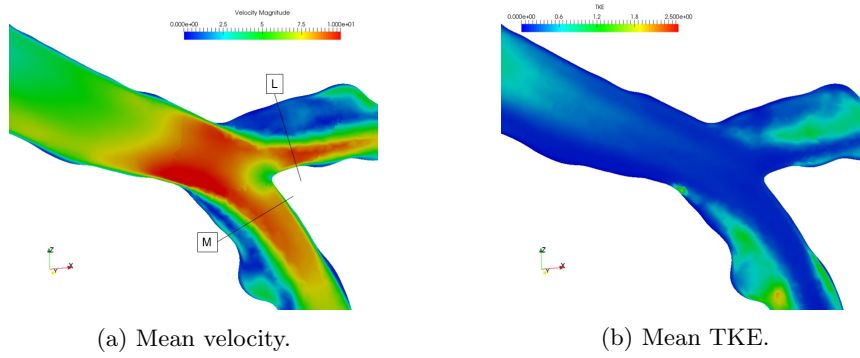 Velocity Magnitude
0.000e+00 2.5 5 7.5 1.000e+01
L
M
Z
Y X
(a) Mean velocity.
TKE
0.000e+00 0.6 1.2 1.8 2.500e+00
Z
Y X
(b) Mean TKE.